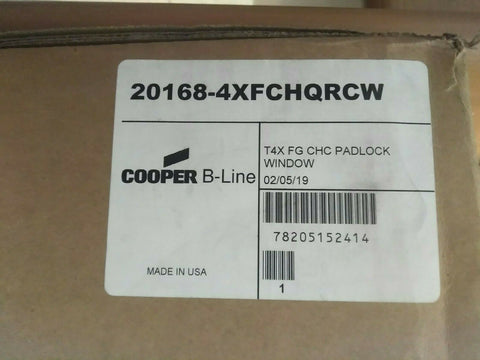 20168-4XFCHQRCW
COOPER B-Line
T4X FG CHC PADLOCK
WINDOW
02/05/19
78205152414
MADE IN USA
1